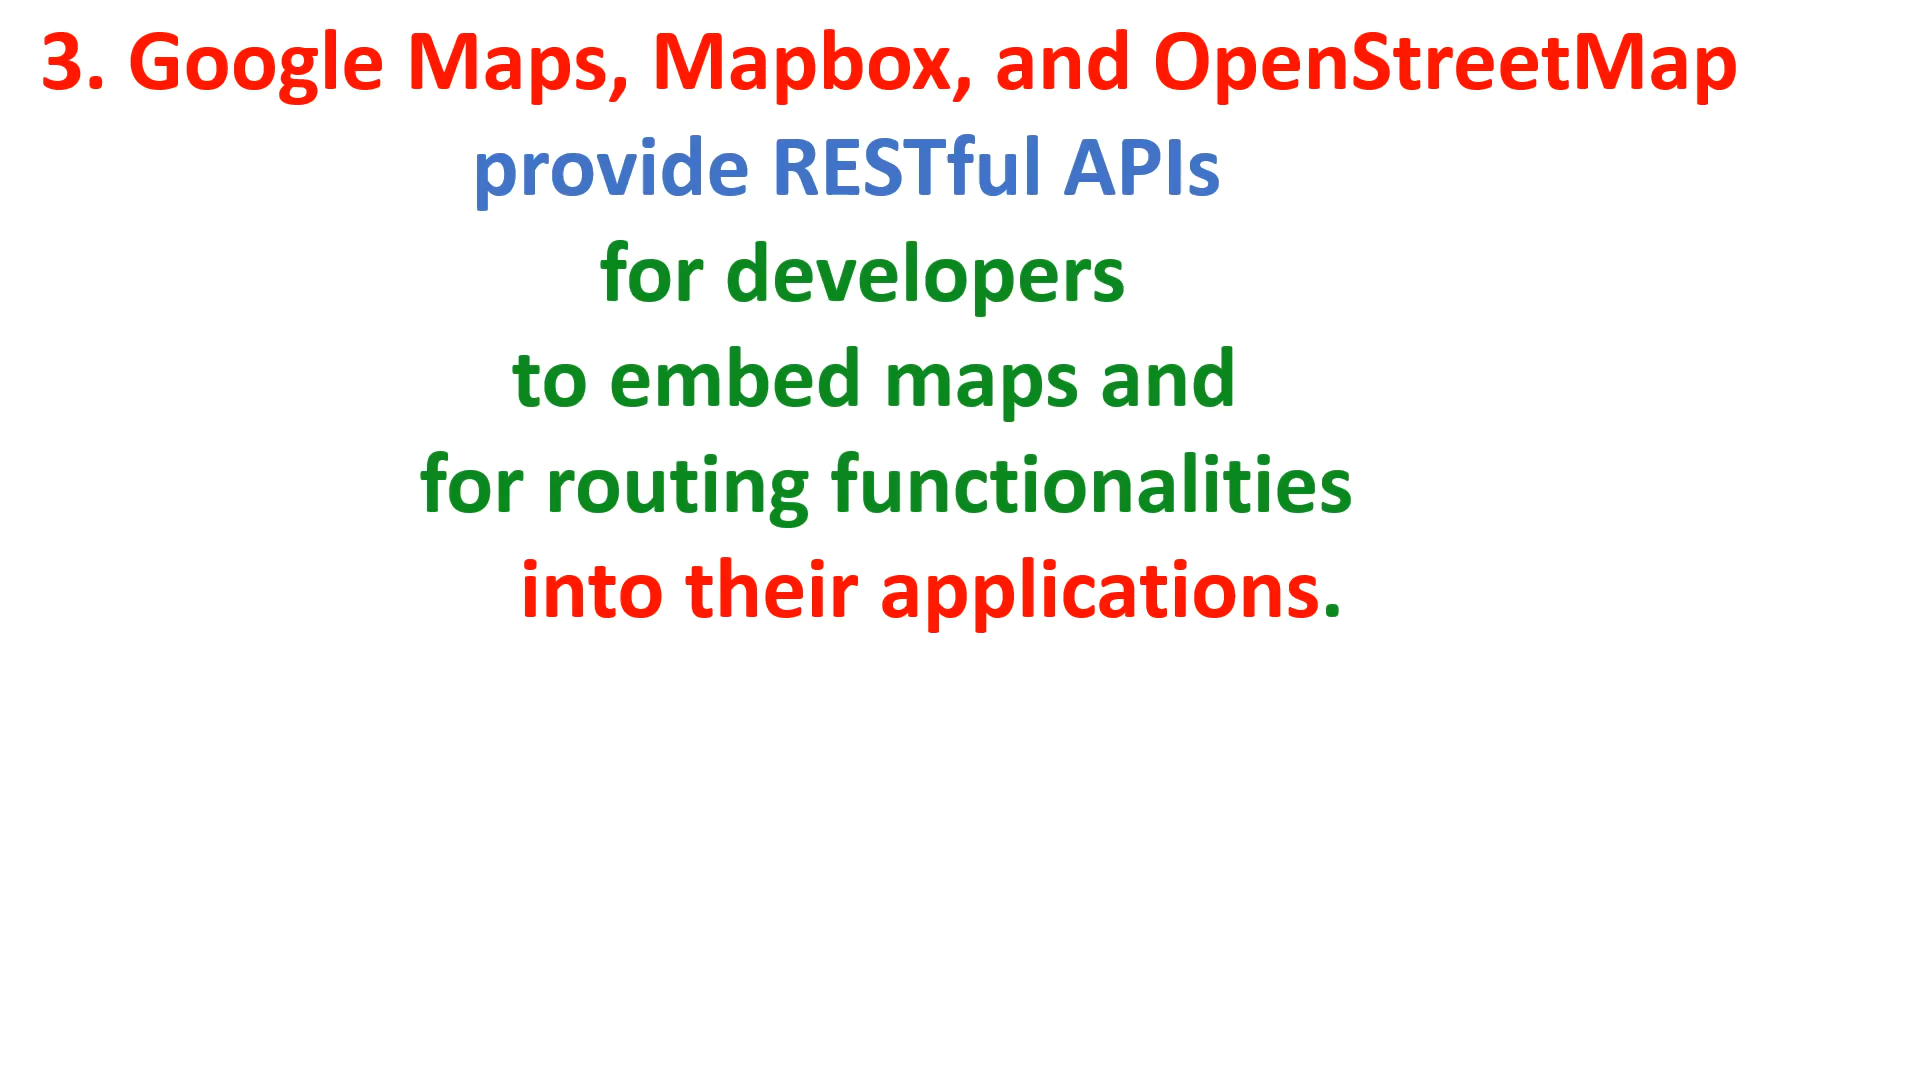 3. Google Maps, Mapbox, and OpenStreetMap
provide RESTful APIs
for developers
to embed maps and
for routing functionalities
into their applications.